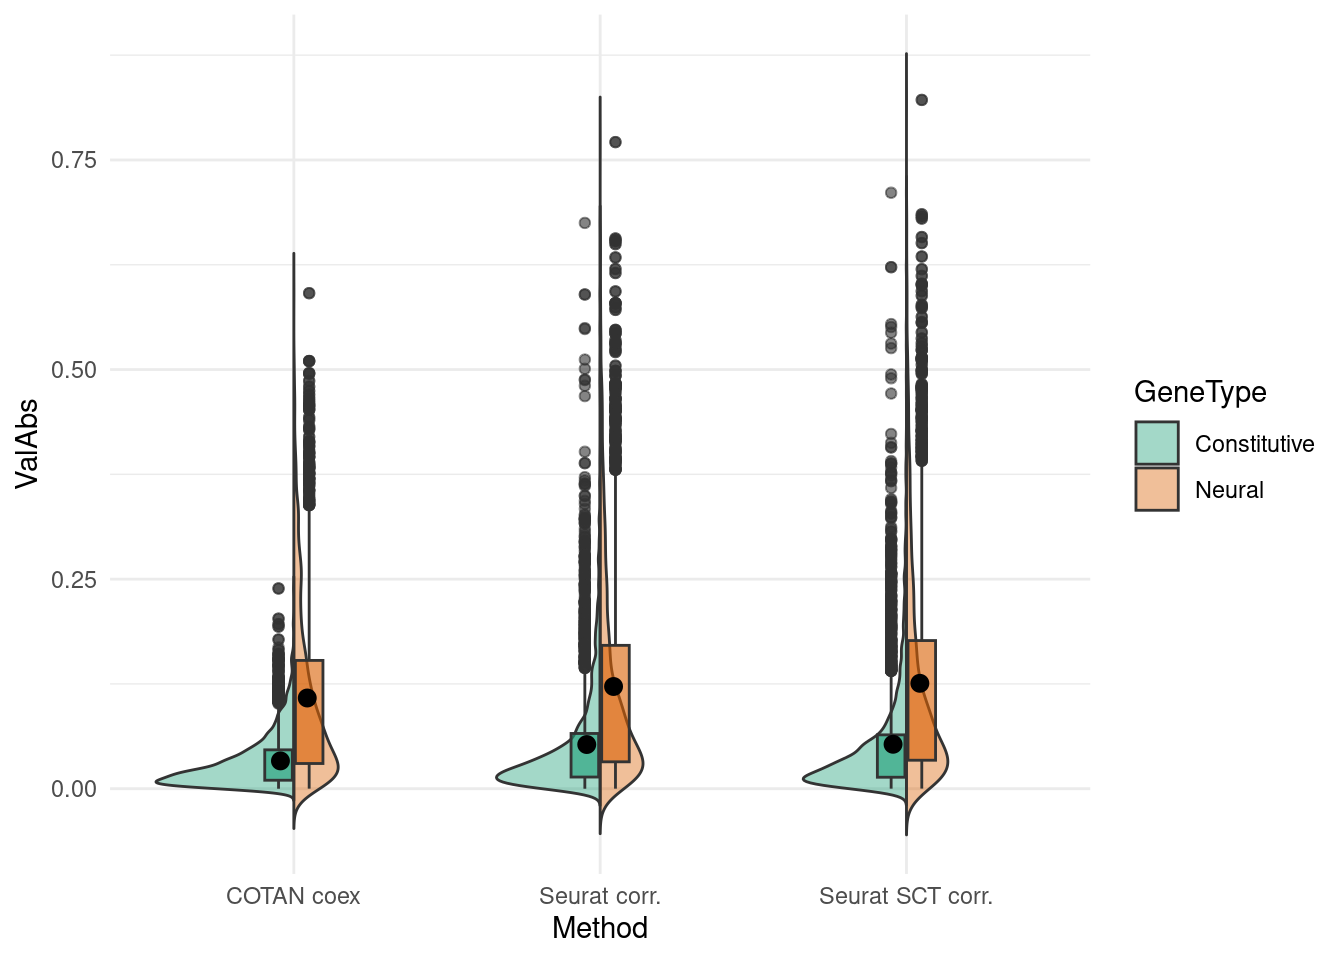 ValAbs
0.75
0.50
0.25
0.00
COTAN coex
Seurat corr.
Seurat SCT corr.
Method
GeneType
Constitutive
Neural